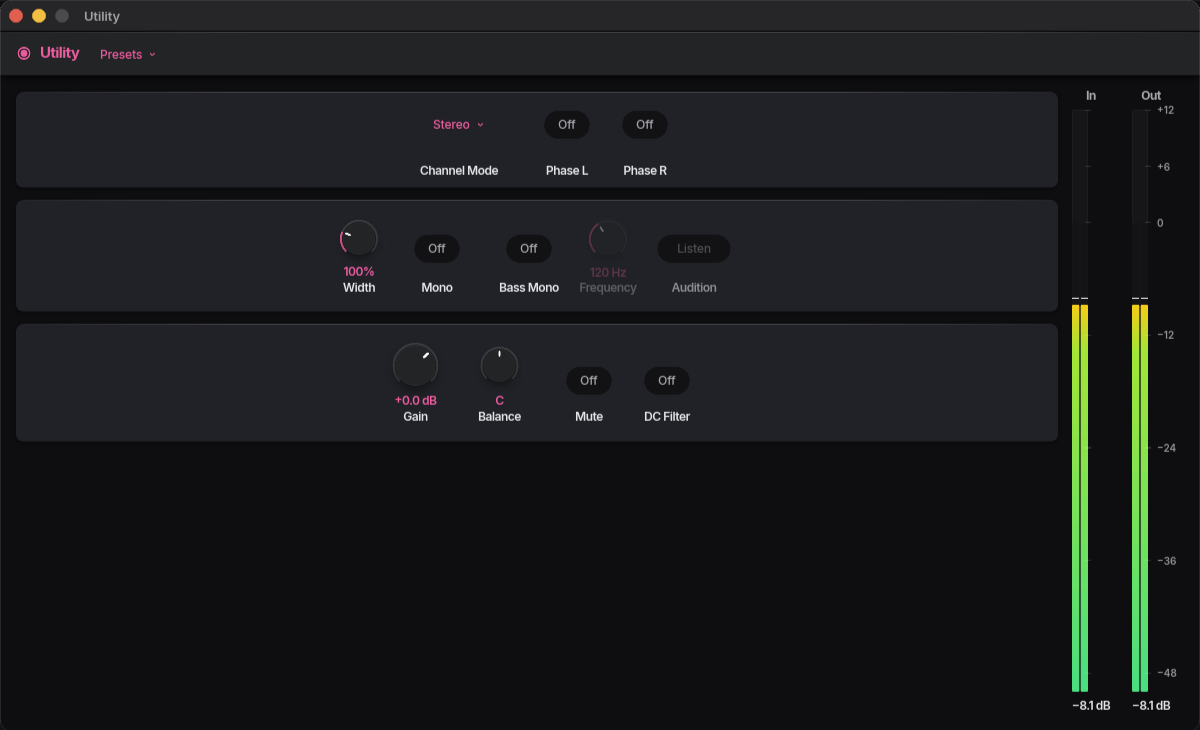 Utility
Utility Presets
In Out
Stereo Off Off
Channel Mode Phase L Phase R
+12
+6
0
−12
−24
−36
−48
Off Off Listen
100% 120 Hz
Width Mono Bass Mono Frequency Audition
Off Off
+0.0 dB C
Gain Balance Mute DC Filter
−8.1 dB −8.1 dB